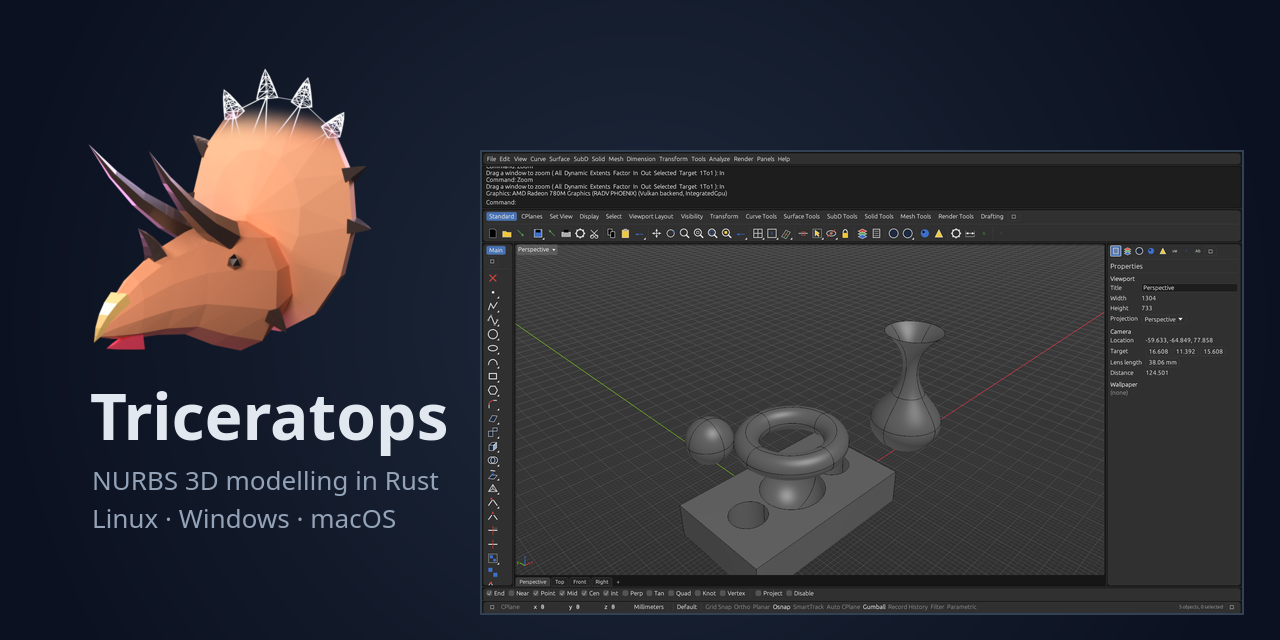 Triceratops
NURBS 3D modelling in Rust
Linux · Windows · macOS
File Edit View Curve Surface SubD Solid Mesh Dimension Transform Tools Analyze Render Panels Help
Drag a window to zoom ( All Dynamic Extents Factor In Out Selected Target 1To1 ): In
Command: Zoom
Drag a window to zoom ( All Dynamic Extents Factor In Out Selected Target 1To1 ): In
Graphics: AMD Radeon 780M Graphics (RADV PHOENIX) (Vulkan backend, IntegratedGpu)
Command:
Standard CPlanes Set View Display Select Viewport Layout Visibility Transform Curve Tools Surface Tools SubD Tools Solid Tools Mesh Tools Render Tools Drafting
Main
Perspective
Properties
Viewport
Title Perspective
Width 1304
Height 733
Projection Perspective
Camera
Location -59.633, -64.849, 77.858
Target 16.608 11.392 15.608
Lens length 38.06 mm
Distance 124.501
Wallpaper
(none)
Perspective Top Front Right +
End Near Point Mid Cen Int Perp Tan Quad Knot Vertex Project Disable
CPlane x 0 y 0 z 0 Millimeters Default Grid Snap Ortho Planar Osnap SmartTrack Auto CPlane Gumball Record History Filter Parametric 5 objects, 0 selected